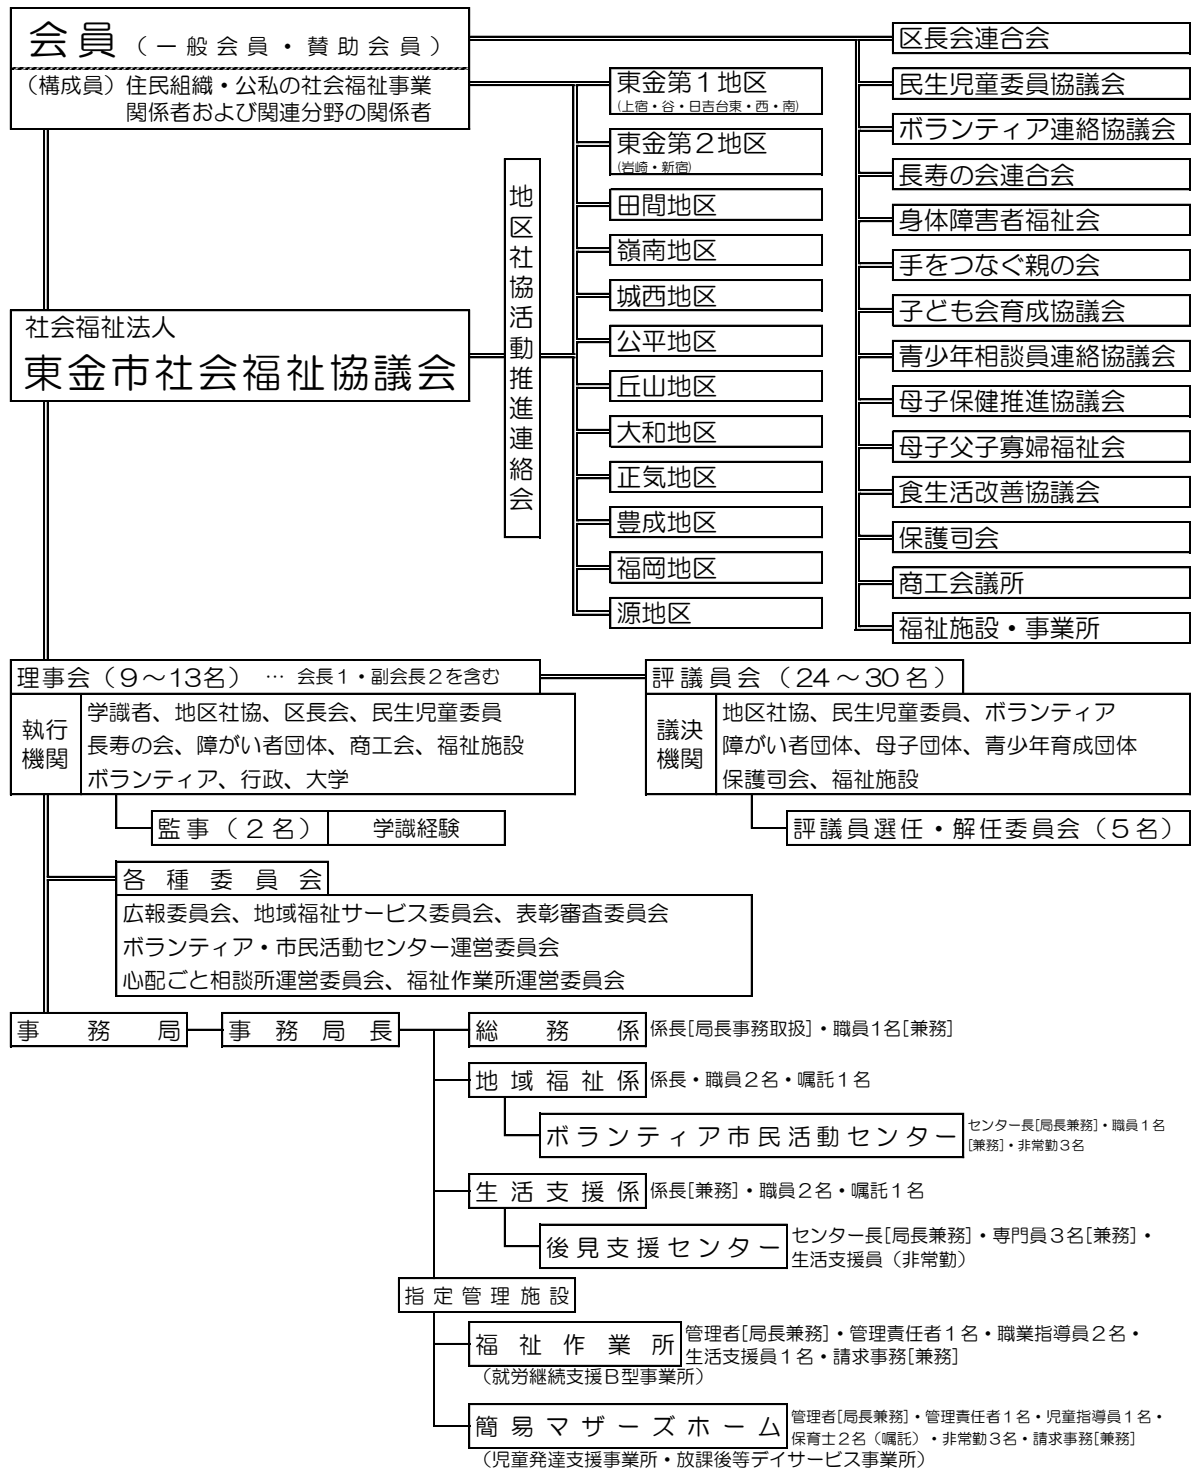 会員（一般会員・賛助会員）
（構成員）住民組織・公私の社会福祉事業
関係者および関連分野の関係者
社会福祉法人
東金市社会福祉協議会
地区社協活動推進連絡会
東金第１地区
(上宿・谷・日吉台東・西・南)
東金第２地区
(岩崎・新宿)
田間地区
嶺南地区
城西地区
公平地区
丘山地区
大和地区
正気地区
豊成地区
福岡地区
源地区
区長会連合会
民生児童委員協議会
ボランティア連絡協議会
長寿の会連合会
身体障害者福祉会
手をつなぐ親の会
子ども会育成協議会
青少年相談員連絡協議会
母子保健推進協議会
母子父子寡婦福祉会
食生活改善協議会
保護司会
商工会議所
福祉施設・事業所
理事会（９～13名） … 会長１・副会長２を含む
執行
機関
学識者、地区社協、区長会、民生児童委員
長寿の会、障がい者団体、商工会、福祉施設
ボランティア、行政、大学
監事（２名） 学識経験
評議員会（24～30名）
議決
機関
地区社協、民生児童委員、ボランティア
障がい者団体、母子団体、青少年育成団体
保護司会、福祉施設
評議員選任・解任委員会（５名）
各種委員会
広報委員会、地域福祉サービス委員会、表彰審査委員会
ボランティア・市民活動センター運営委員会
心配ごと相談所運営委員会、福祉作業所運営委員会
事務局 事務局長 総務係 係長[局長事務取扱]・職員1名[兼務]
地域福祉係 係長・職員２名・嘱託１名
ボランティア市民活動センター センター長[局長兼務]・職員１名
[兼務]・非常勤３名
生活支援係 係長[兼務]・職員２名・嘱託１名
後見支援センター センター長[局長兼務]・専門員３名[兼務]・
生活支援員（非常勤）
指定管理施設
福祉作業所 管理者[局長兼務]・管理責任者１名・職業指導員２名・
生活支援員１名・請求事務[兼務]
（就労継続支援Ｂ型事業所）
簡易マザーズホーム 管理者[局長兼務]・管理責任者１名・児童指導員１名・
保育士２名（嘱託）・非常勤３名・請求事務[兼務]
（児童発達支援事業所・放課後等デイサービス事業所）